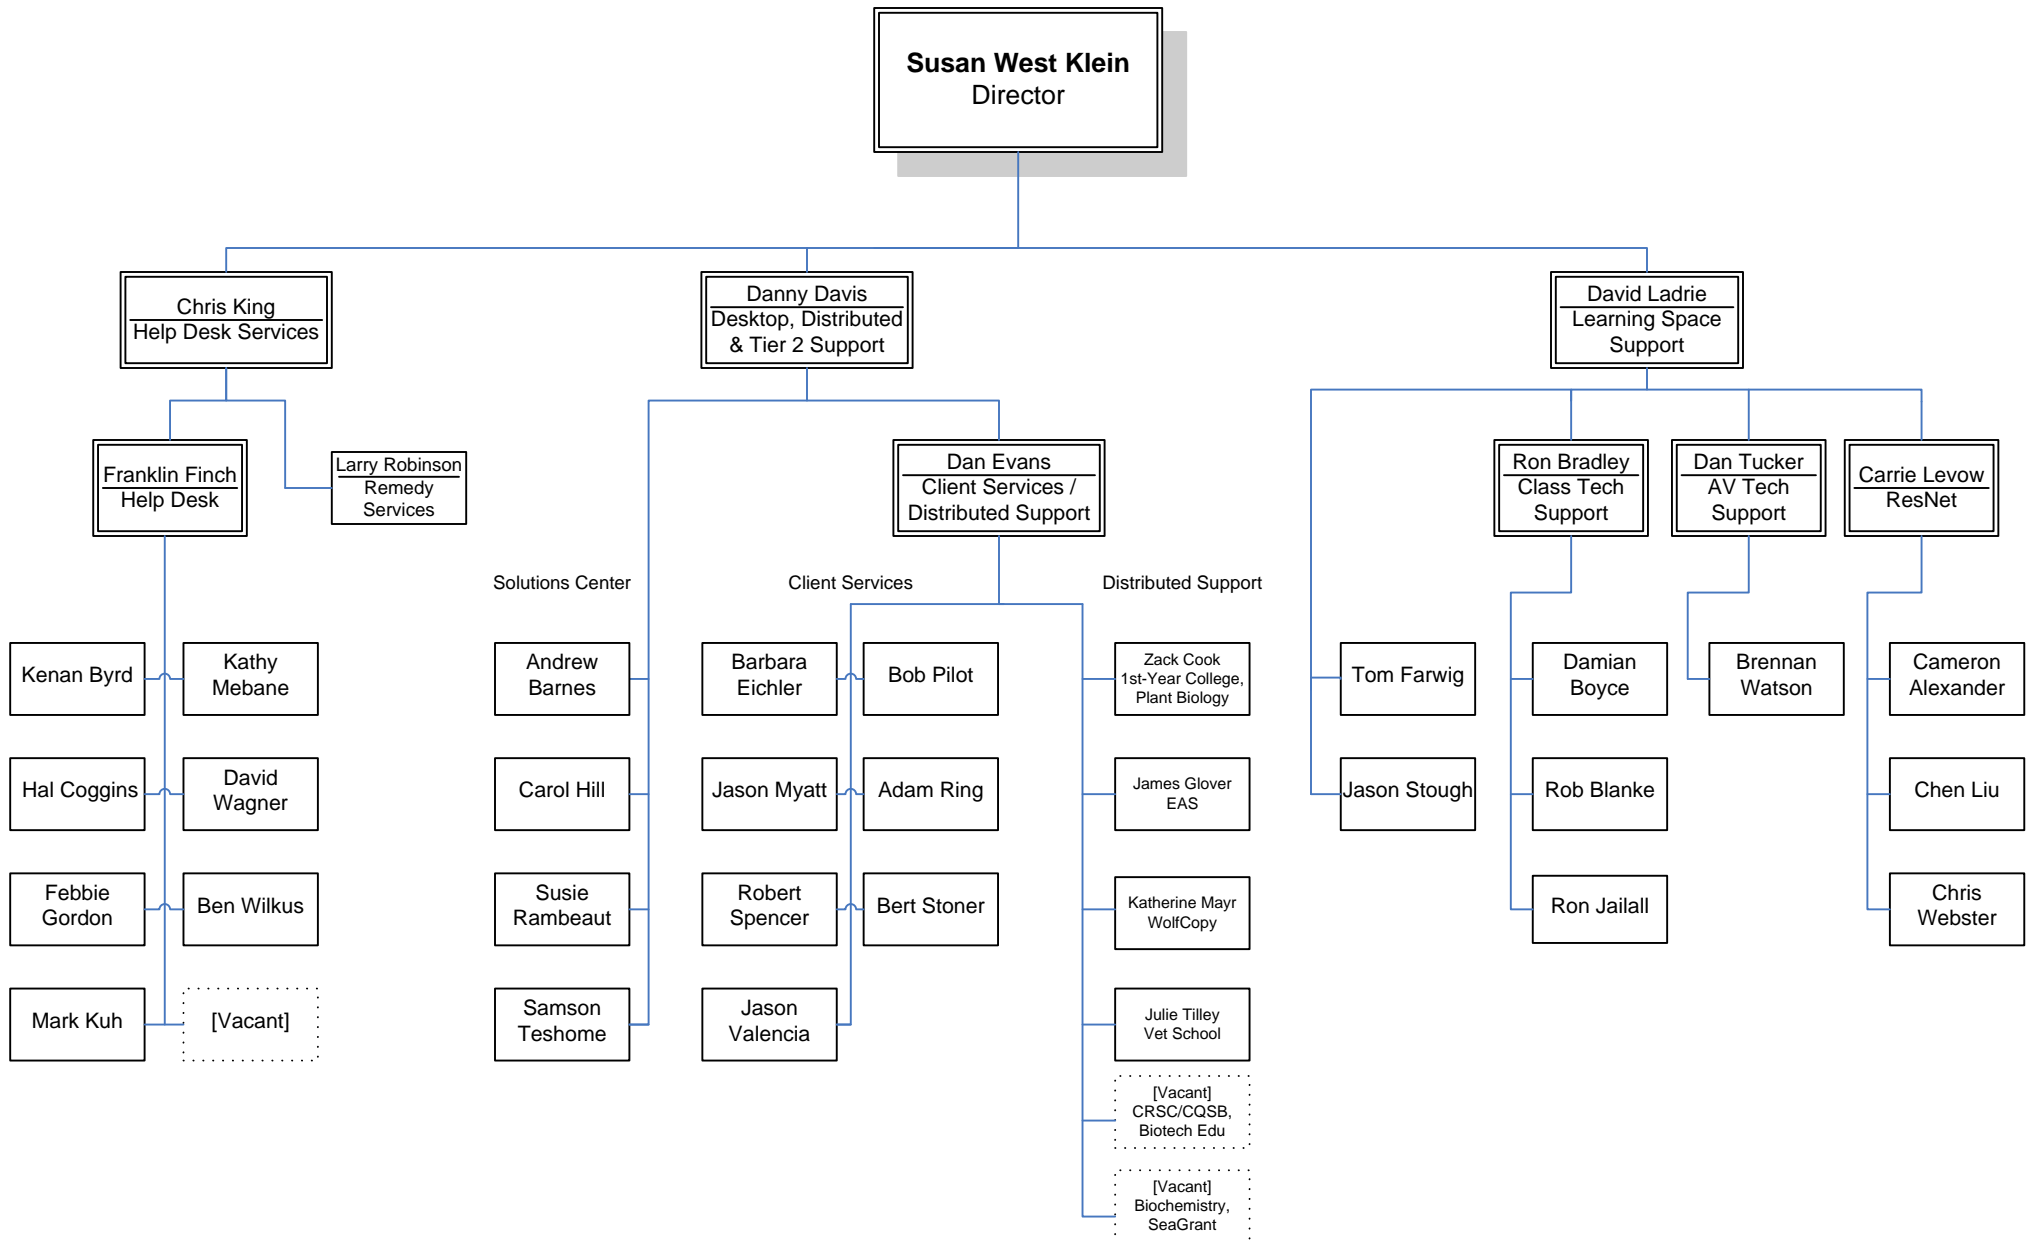 Susan West Klein
Director
Chris King
Help Desk Services
Danny Davis
Desktop, Distributed
& Tier 2 Support
David Ladrie
Learning Space
Support
Franklin Finch
Help Desk
Larry Robinson
Remedy
Services
Dan Evans
Client Services /
Distributed Support
Ron Bradley
Class Tech
Support
Dan Tucker
AV Tech
Support
Carrie Levow
ResNet
Solutions Center
Client Services
Distributed Support
Kenan Byrd
Kathy
Mebane
Andrew
Barnes
Barbara
Eichler
Bob Pilot
Zack Cook
1st-Year College,
Plant Biology
Tom Farwig
Damian
Boyce
Brennan
Watson
Cameron
Alexander
Hal Coggins
David
Wagner
Carol Hill
Jason Myatt
Adam Ring
James Glover
EAS
Jason Stough
Rob Blanke
Chen Liu
Febbie
Gordon
Ben Wilkus
Susie
Rambeaut
Robert
Spencer
Bert Stoner
Katherine Mayr
WolfCopy
Ron Jailall
Chris
Webster
Mark Kuh
[Vacant]
Samson
Teshome
Jason
Valencia
Julie Tilley
Vet School
[Vacant]
CRSC/CQSB,
Biotech Edu
[Vacant]
Biochemistry,
SeaGrant